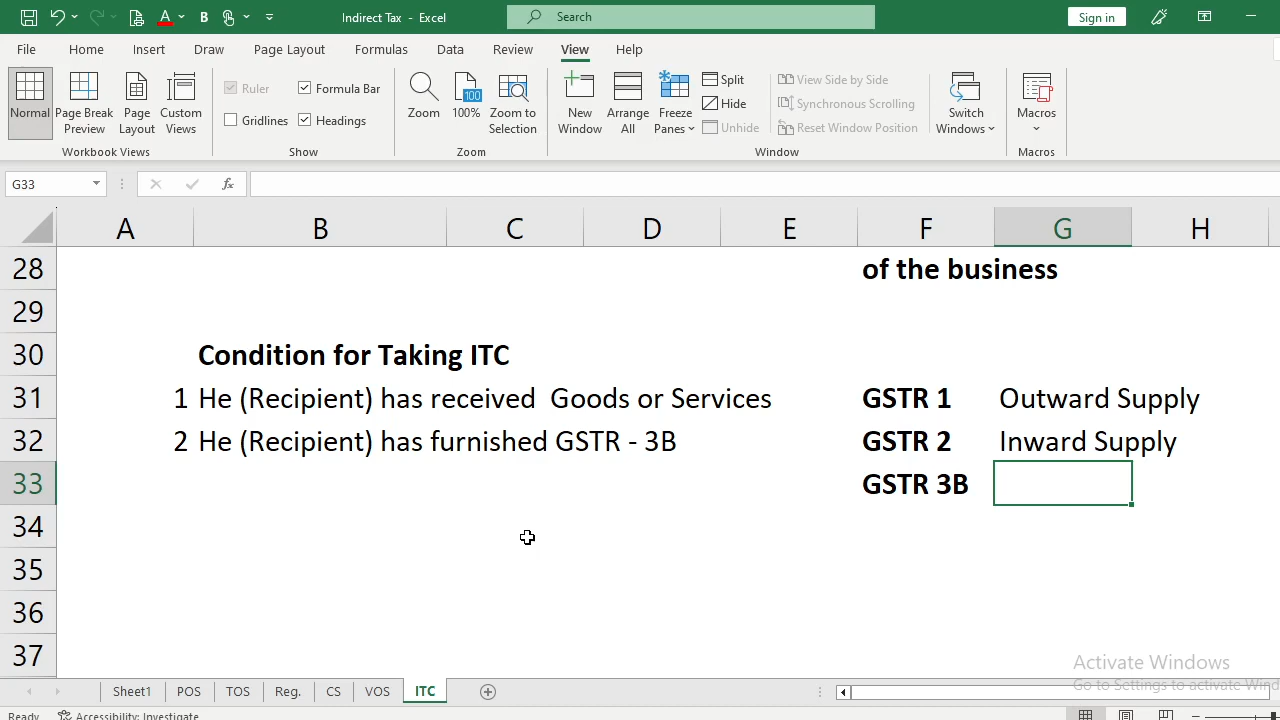 Indirect Tax - Excel
Search
Sign in
File Home Insert Draw Page Layout Formulas Data Review View Help
Normal
Page Break Preview
Page Layout
Custom Views
Workbook Views
Ruler
Formula Bar
Gridlines
Headings
Show
Zoom
100%
Zoom to Selection
Zoom
New Window
Arrange All
Freeze Panes
Split
Hide
Unhide
View Side by Side
Synchronous Scrolling
Reset Window Position
Switch Windows
Window
Macros
Macros
G33
fx
A B C D E F G H
28 of the business
29
30 Condition for Taking ITC
31 1 He (Recipient) has received Goods or Services GSTR 1 Outward Supply
32 2 He (Recipient) has furnished GSTR - 3B GSTR 2 Inward Supply
33 GSTR 3B
34
35
36
37
Activate Windows
Go to Settings to activate Wind
Sheet1 POS TOS Reg. CS VOS ITC
Ready Accessibility: Investigate